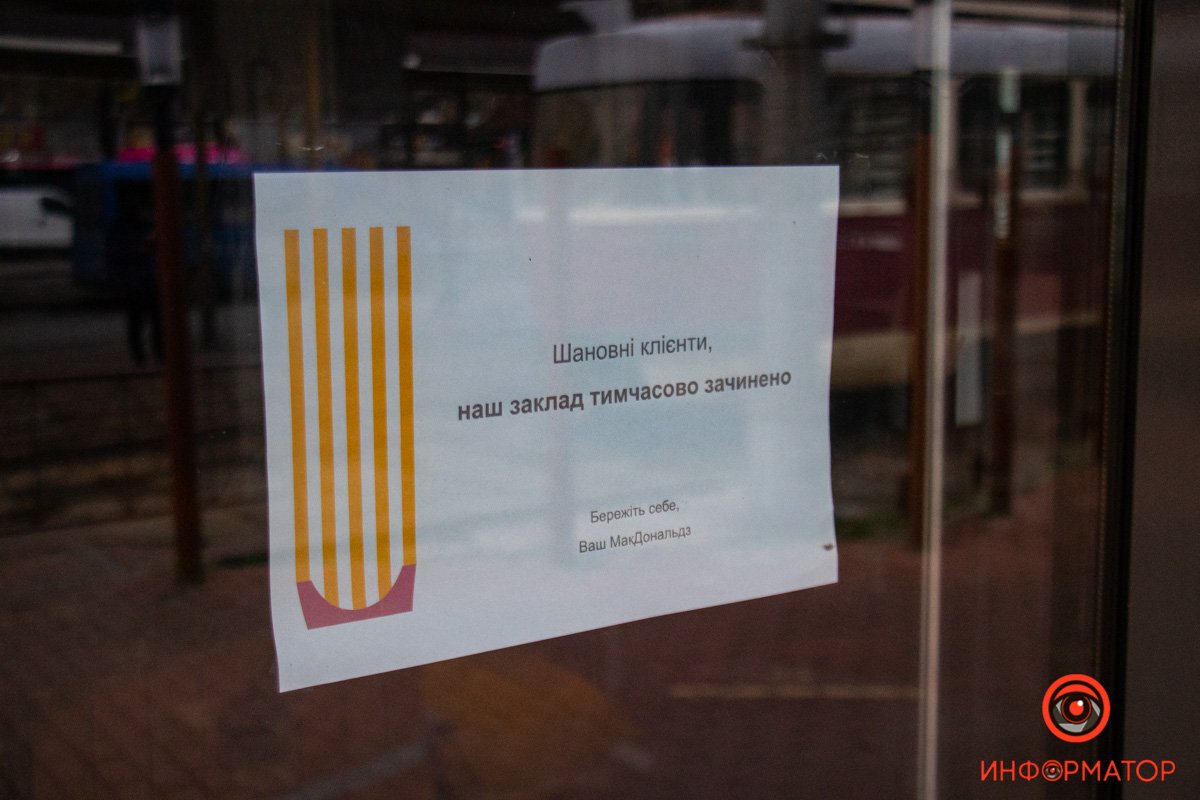 Шановні клієнти,
наш заклад тимчасово зачинено
Бережіть себе,
Ваш МакДональдз
ИНФОРМАТОР